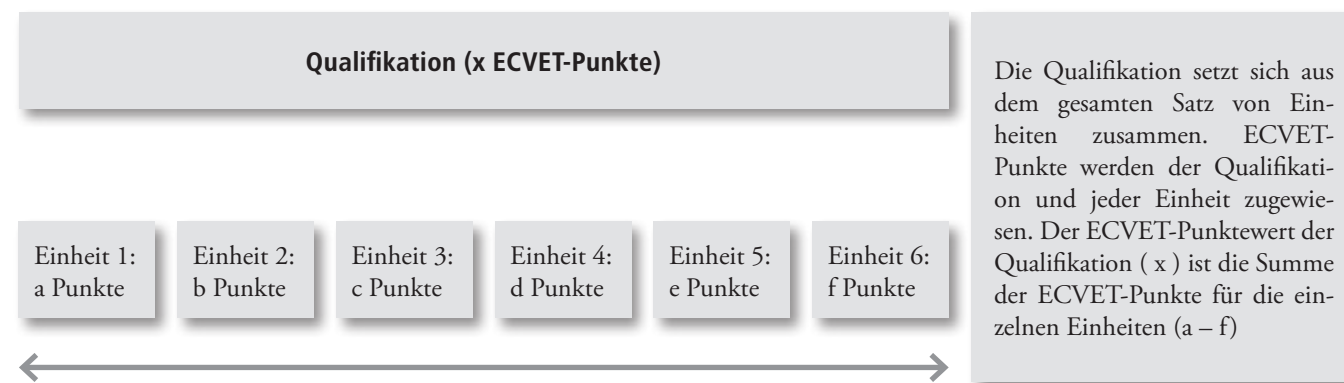 Qualifikation (x ECVET-Punkte)
Einheit 1:
a Punkte
Einheit 2:
b Punkte
Einheit 3:
c Punkte
Einheit 4:
d Punkte
Einheit 5:
e Punkte
Einheit 6:
f Punkte
Die Qualifikation setzt sich aus
dem gesamten Satz von Ein-
heiten zusammen. ECVET-
Punkte werden der Qualifikati-
on und jeder Einheit zugewie-
sen. Der ECVET-Punktewert der
Qualifikation ( x ) ist die Summe
der ECVET-Punkte für die ein-
zelnen Einheiten (a – f)